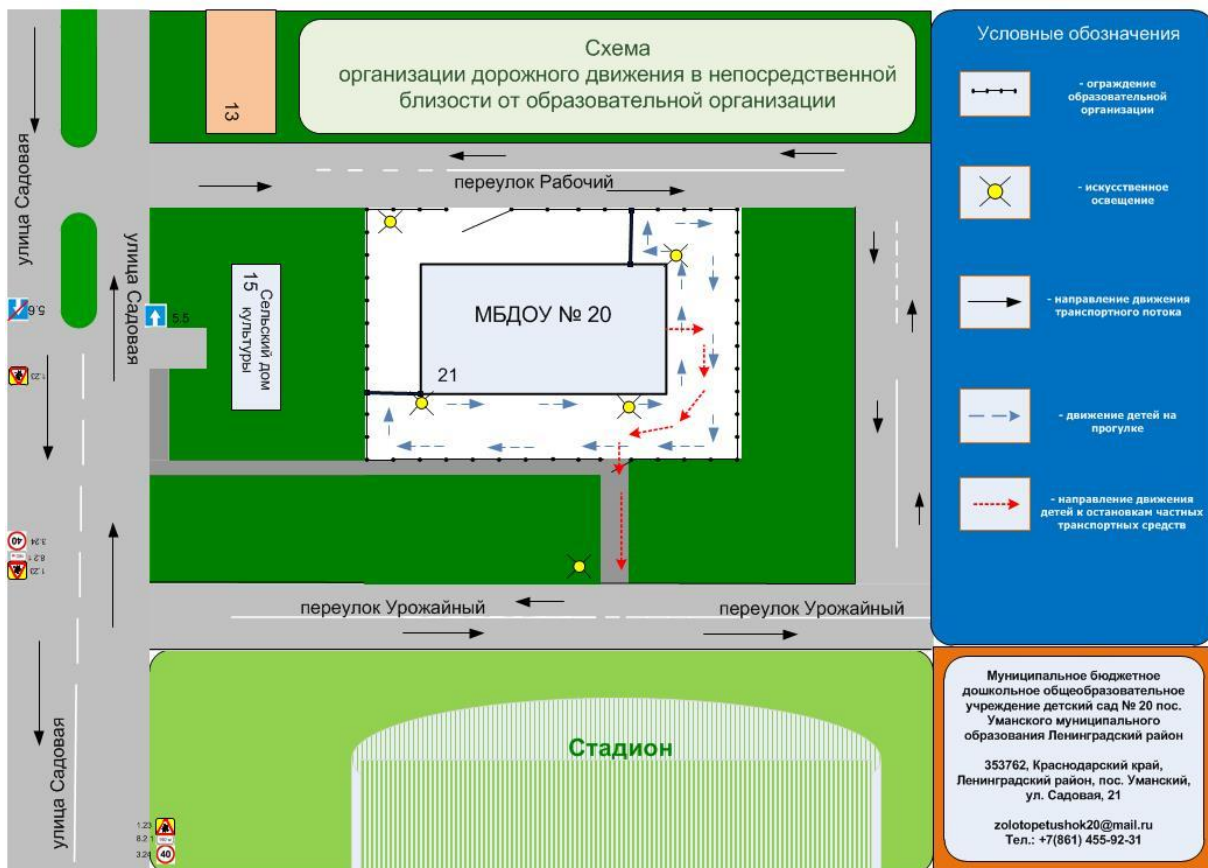 Схема
организации дорожного движения в непосредственной
близости от образовательной организации
13
переулок Рабочий
улица Садовая
улица Садовая
5.6
5.5
1.23
15
Сельский дом
культуры
МБДОУ № 20
21
40
3.24
8.2.1
1.23
переулок Урожайный
переулок Урожайный
улица Садовая
Стадион
1.23
8.2.1
3.24
40
Условные обозначения
- ограждение
образовательной
организации
- искусственное
освещение
- направление движения
транспортного потока
- движение детей на
прогулке
- направление движения
детей к остановкам частных
транспортных средств
Муниципальное бюджетное
дошкольное общеобразовательное
учреждение детский сад № 20 пос.
Уманского муниципального
образования Ленинградский район
353762, Краснодарский край,
Ленинградский район, пос. Уманский,
ул. Садовая, 21
zolotopetushok20@mail.ru
Тел.: +7(861) 455-92-31